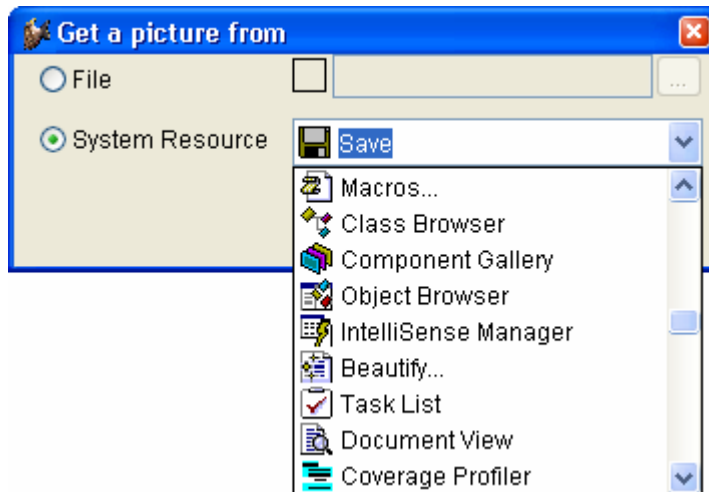 Get a picture from
File
...
System Resource
Save
Macros...
Class Browser
Component Gallery
Object Browser
IntelliSense Manager
Beautify...
Task List
Document View
Coverage Profiler